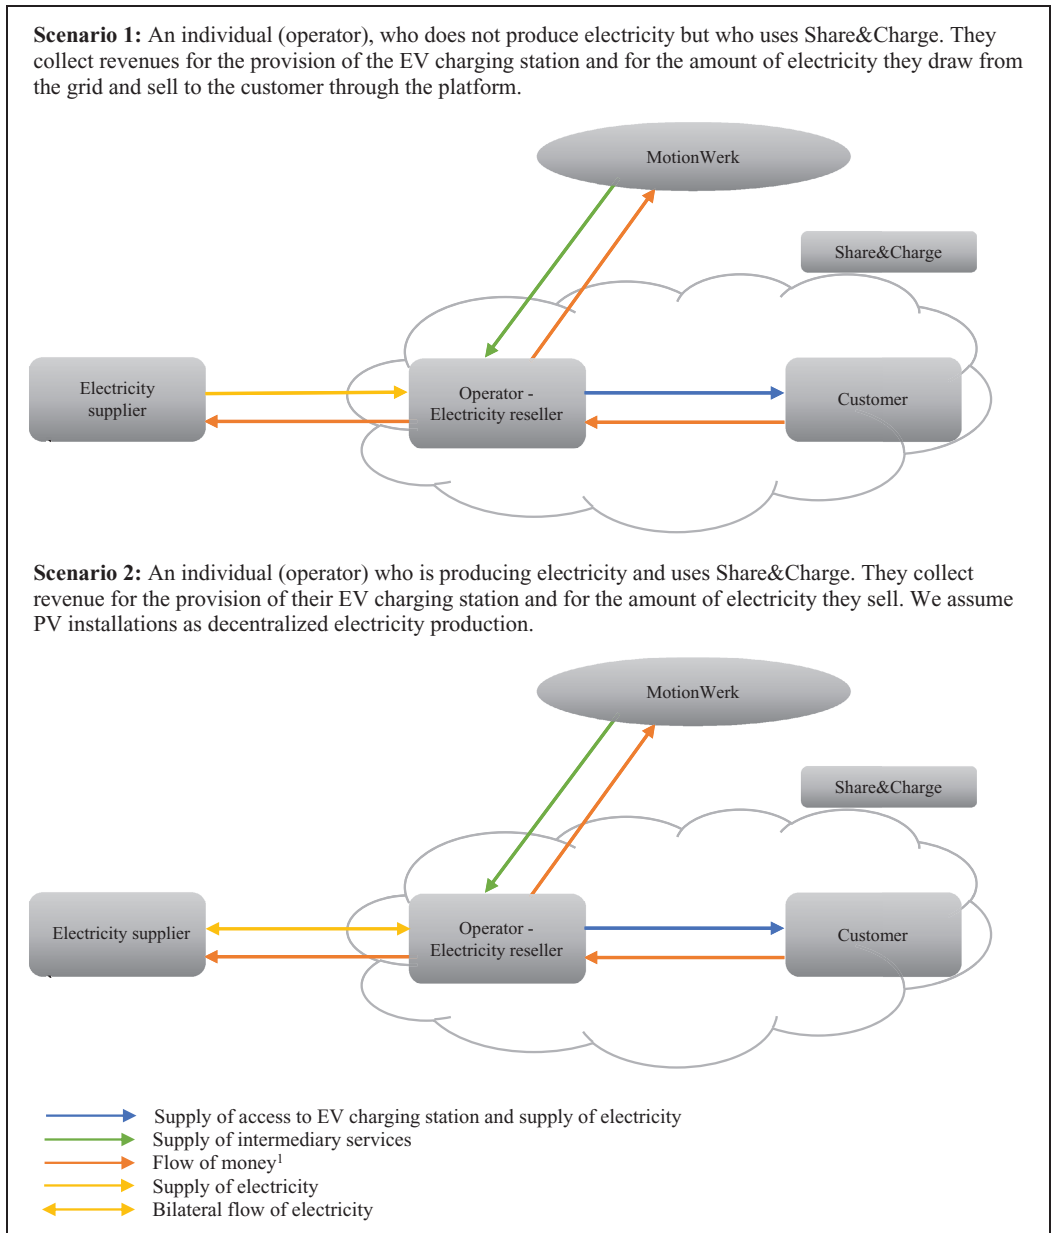 Scenario 1: An individual (operator), who does not produce electricity but who uses Share&Charge. They
collect revenues for the provision of the EV charging station and for the amount of electricity they draw from
the grid and sell to the customer through the platform.
MotionWerk
Share&Charge
Electricity
supplier
Operator -
Electricity reseller
Customer
Scenario 2: An individual (operator) who is producing electricity and uses Share&Charge. They collect
revenue for the provision of their EV charging station and for the amount of electricity they sell. We assume
PV installations as decentralized electricity production.
MotionWerk
Share&Charge
Electricity supplier
Operator -
Electricity reseller
Customer
Supply of access to EV charging station and supply of electricity
Supply of intermediary services
Flow of money¹
Supply of electricity
Bilateral flow of electricity